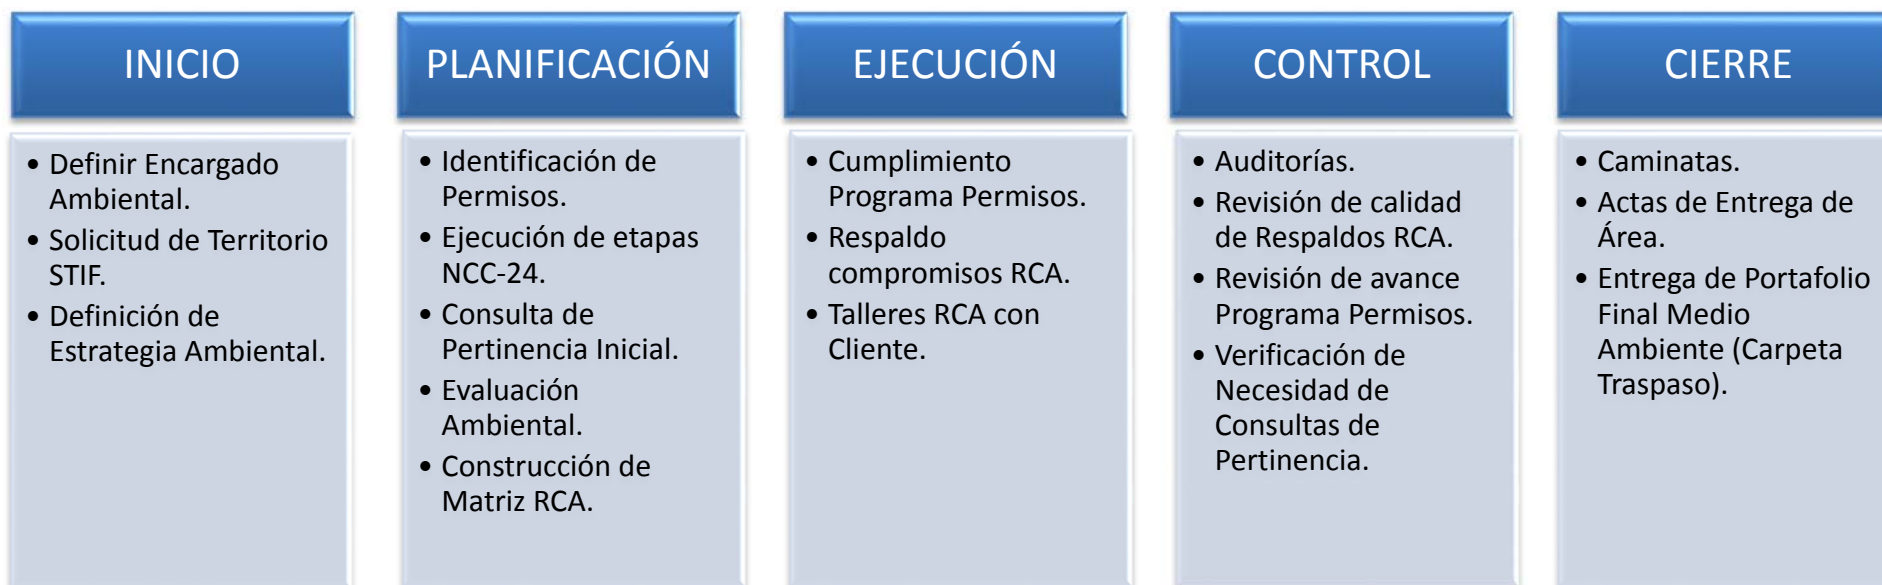 INICIO
• Definir Encargado
Ambiental.
• Solicitud de Territorio
STIF.
• Definición de
Estrategia Ambiental.
PLANIFICACIÓN
• Identificación de
Permisos.
• Ejecución de etapas
NCC-24.
• Consulta de
Pertinencia Inicial.
• Evaluación
Ambiental.
• Construcción de
Matriz RCA.
EJECUCIÓN
• Cumplimiento
Programa Permisos.
• Respaldo
compromisos RCA.
• Talleres RCA con
Cliente.
CONTROL
• Auditorías.
• Revisión de calidad
de Respaldos RCA.
• Revisión de avance
Programa Permisos.
• Verificación de
Necesidad de
Consultas de
Pertinencia.
CIERRE
• Caminatas.
• Actas de Entrega de
Área.
• Entrega de Portafolio
Final Medio
Ambiente (Carpeta
Traspaso).